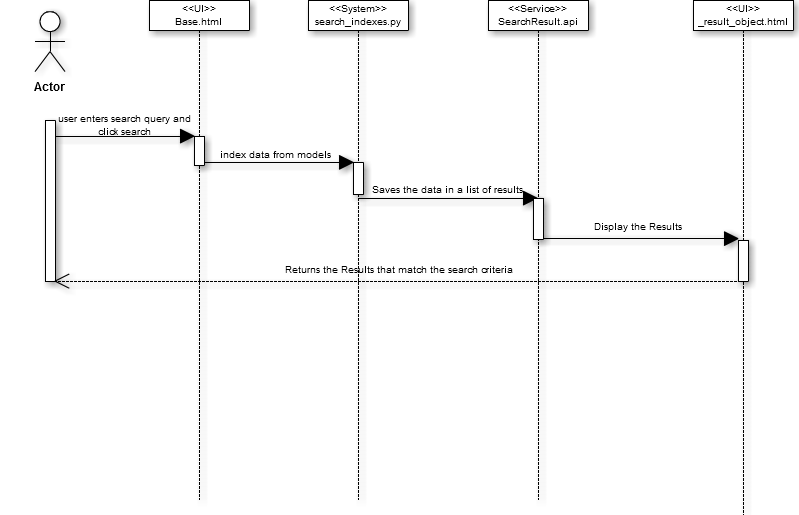 <<UI>>
Base.html
<<System>>
search_indexes.py
<<Service>>
SearchResult.api
<<UI>>
_result_object.html
Actor
user enters search query and
click search
index data from models
Saves the data in a list of results
Display the Results
Returns the Results that match the search criteria